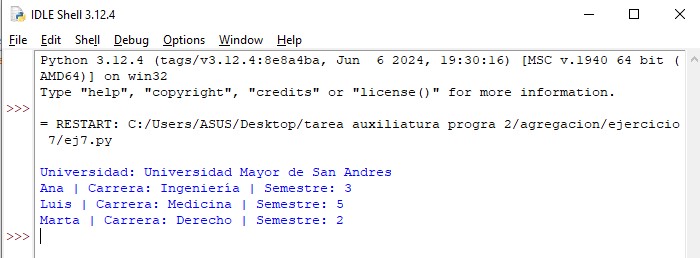 IDLE Shell 3.12.4
File Edit Shell Debug Options Window Help
Python 3.12.4 (tags/v3.12.4:8e8a4ba, Jun  6 2024, 19:30:16) [MSC v.1940 64 bit (
AMD64)] on win32
Type "help", "copyright", "credits" or "license()" for more information.
>>>
= RESTART: C:/Users/ASUS/Desktop/tarea auxiliatura progra 2/agregacion/ejercicio
 7/ej7.py
Universidad: Universidad Mayor de San Andres
Ana | Carrera: Ingeniería | Semestre: 3
Luis | Carrera: Medicina | Semestre: 5
Marta | Carrera: Derecho | Semestre: 2
>>>